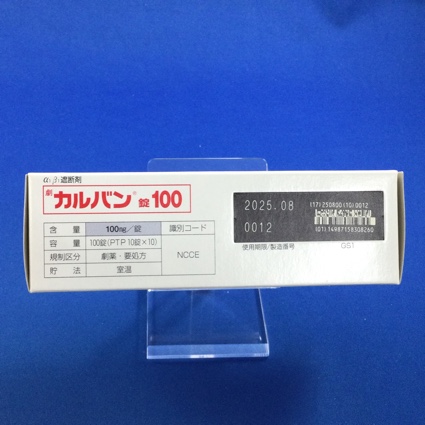 α₁β₁遮断剤
劇 カルバン® 錠 100
含量 100mg/錠 識別コード
容量 100錠(PTP 10錠×10) NCCE
規制区分 劇薬・要処方
貯法 室温
2025.08
0012
(17)250800(10)0012
(01)14987158308260
使用期限/製造番号
GS1